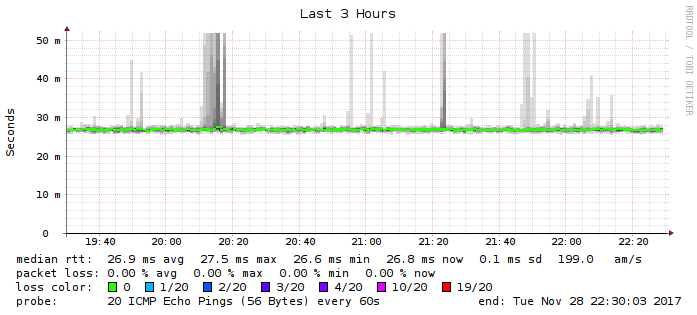 Last 3 Hours
RRDTOOL / TOBI OETIKER
Seconds
50 m
40 m
30 m
20 m
10 m
0
19:40 20:00 20:20 20:40 21:00 21:20 21:40 22:00 22:20
median rtt: 26.9 ms avg 27.5 ms max 26.6 ms min 26.8 ms now 0.1 ms sd 199.0 am/s
packet loss: 0.00 % avg 0.00 % max 0.00 % min 0.00 % now
loss color: 0 1/20 2/20 3/20 4/20 10/20 19/20
probe: 20 ICMP Echo Pings (56 Bytes) every 60s end: Tue Nov 28 22:30:03 2017